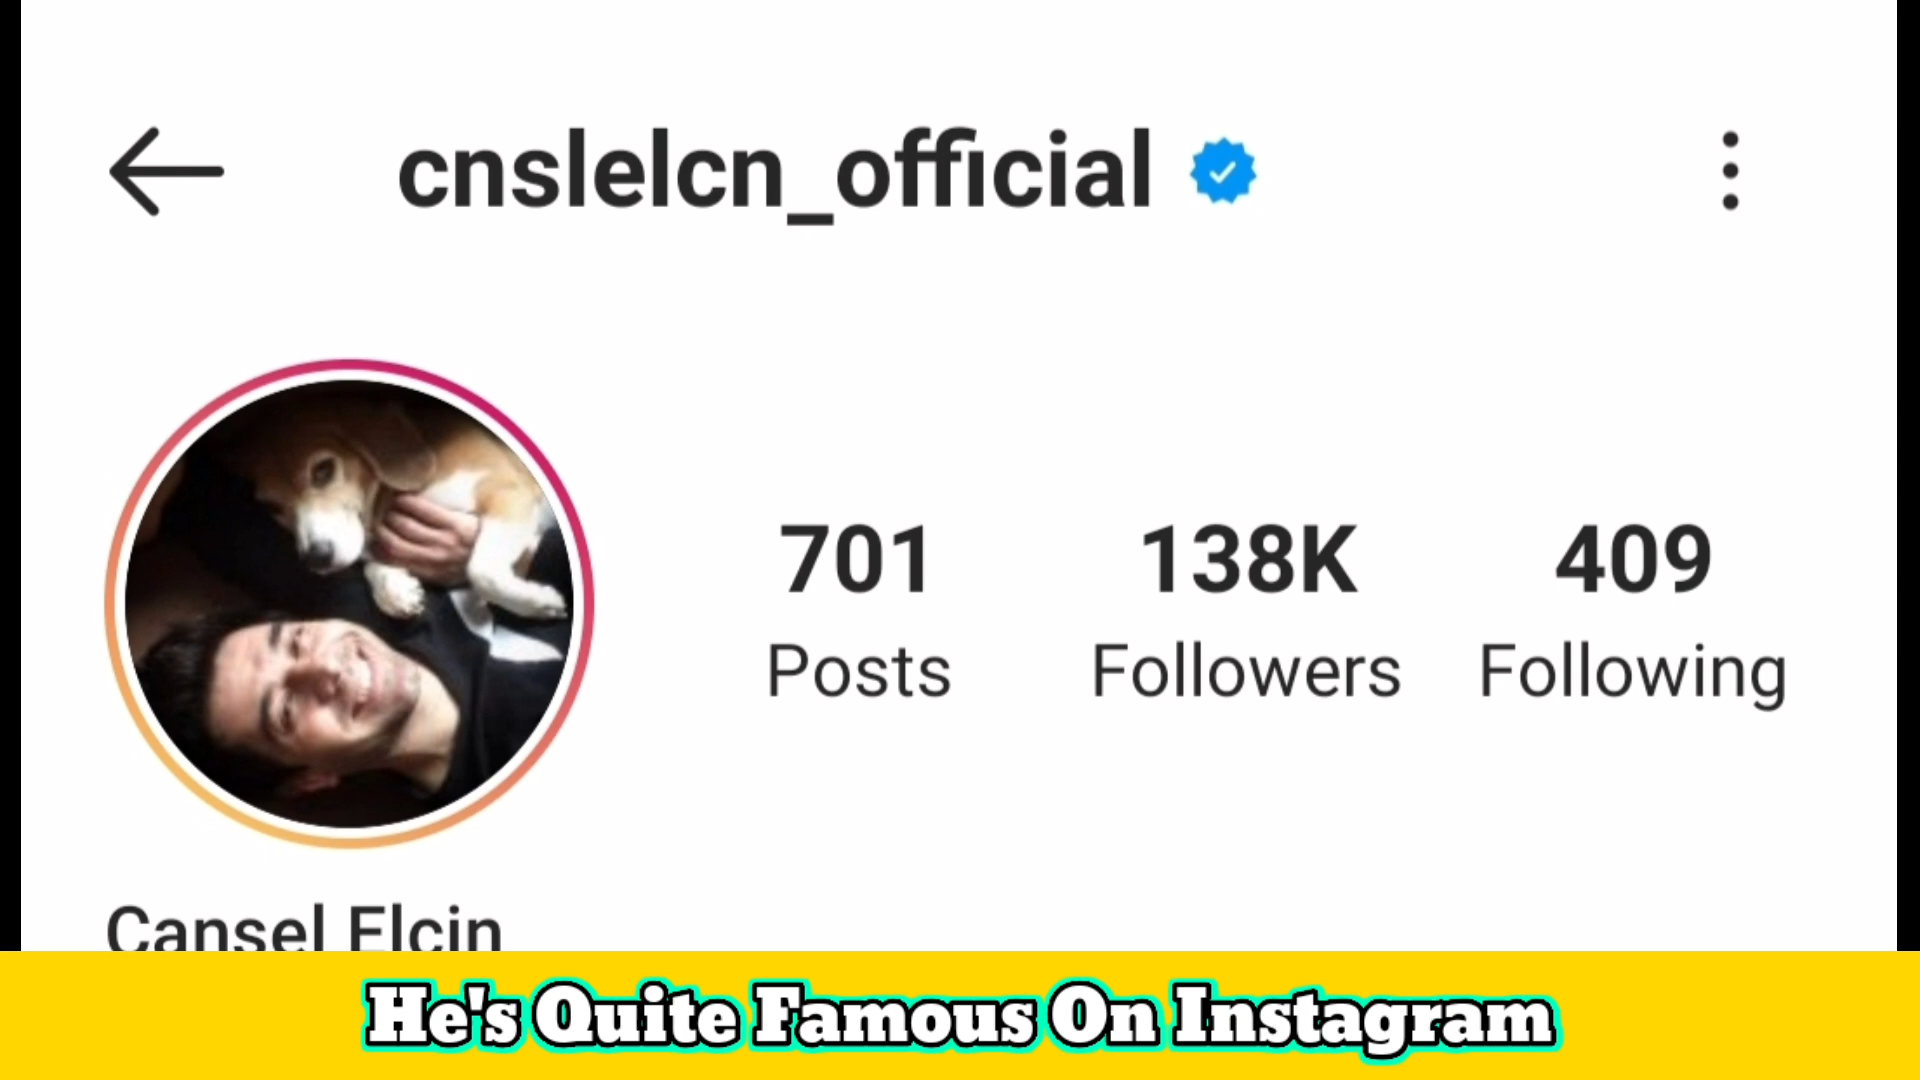 cnslelcn_official
701 138K 409
Posts Followers Following
Cansel Elcin
He's Quite Famous On Instagram